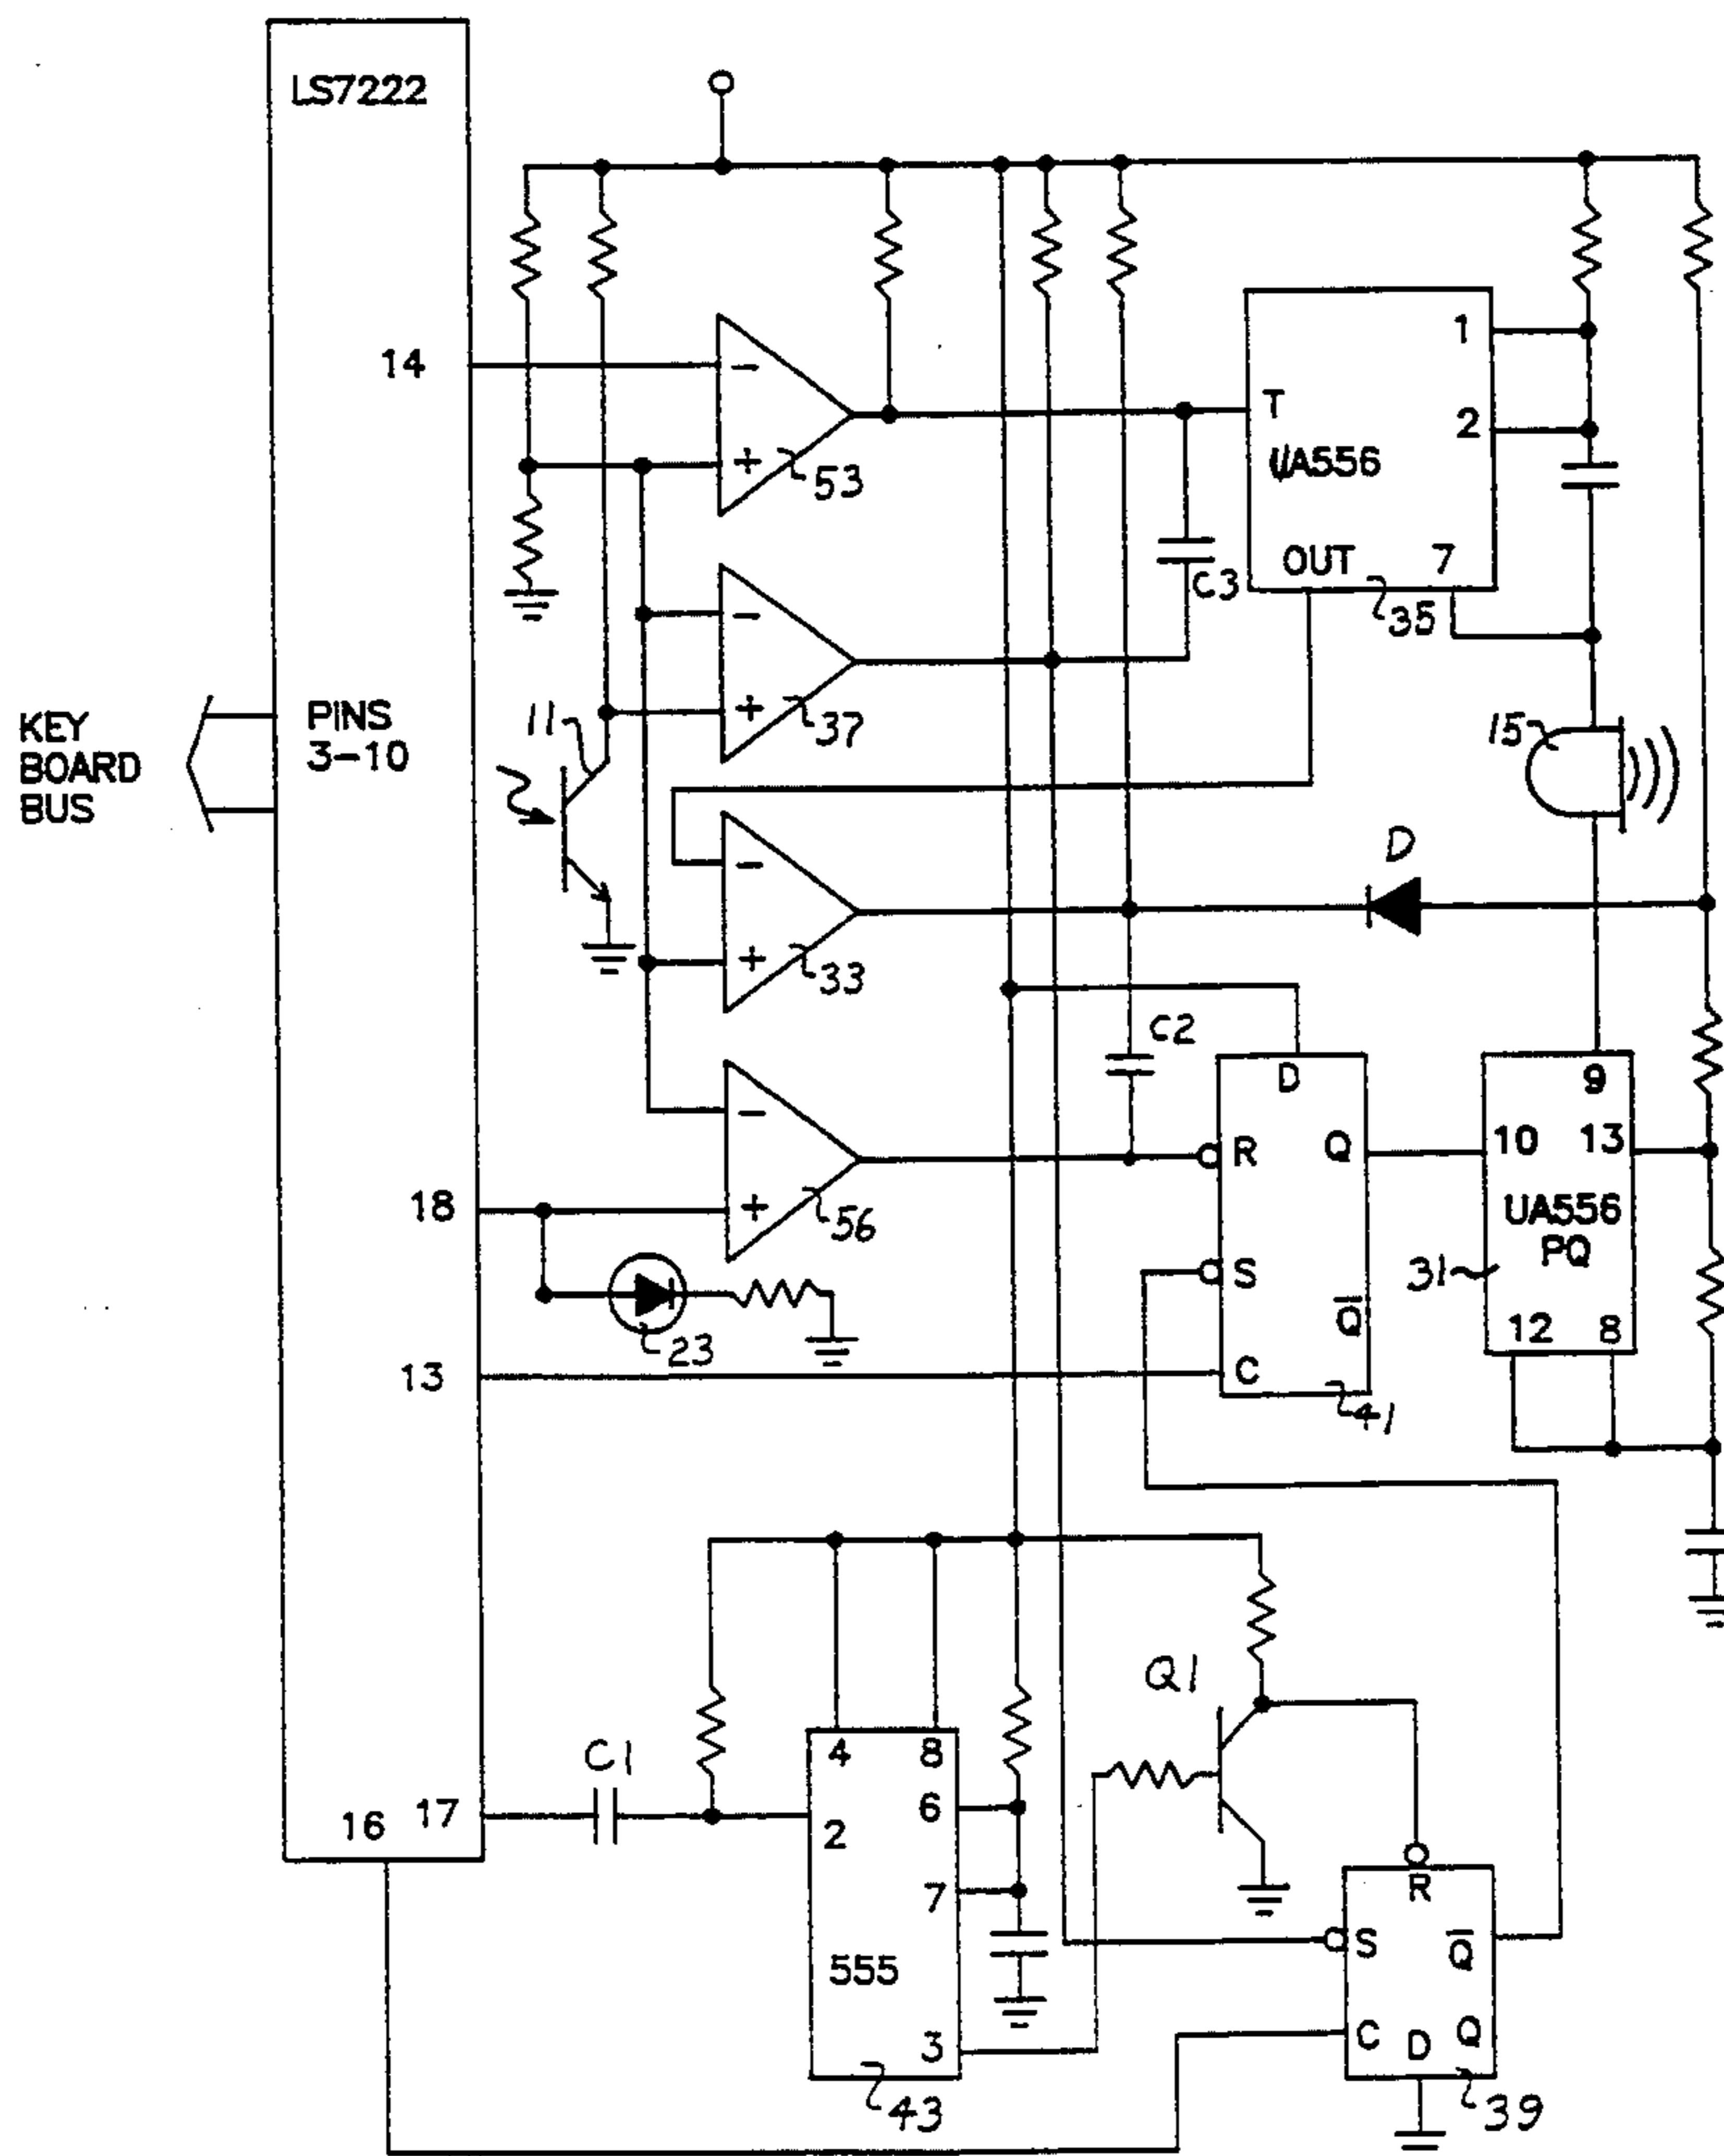 LS7222
14
53
T
1
2
UA556
OUT
7
35
C3
KEY
BOARD
BUS
PINS
3-10
11
37
15
D
33
C2
D
9
R
Q
10
13
18
56
S
UA556
PQ
31
23
Q̅
12
8
13
C
41
Q1
C1
4
8
17
16
2
6
7
R
S
Q̅
555
3
C
D
Q
43
39
+
-
+
-
+
-
+
-